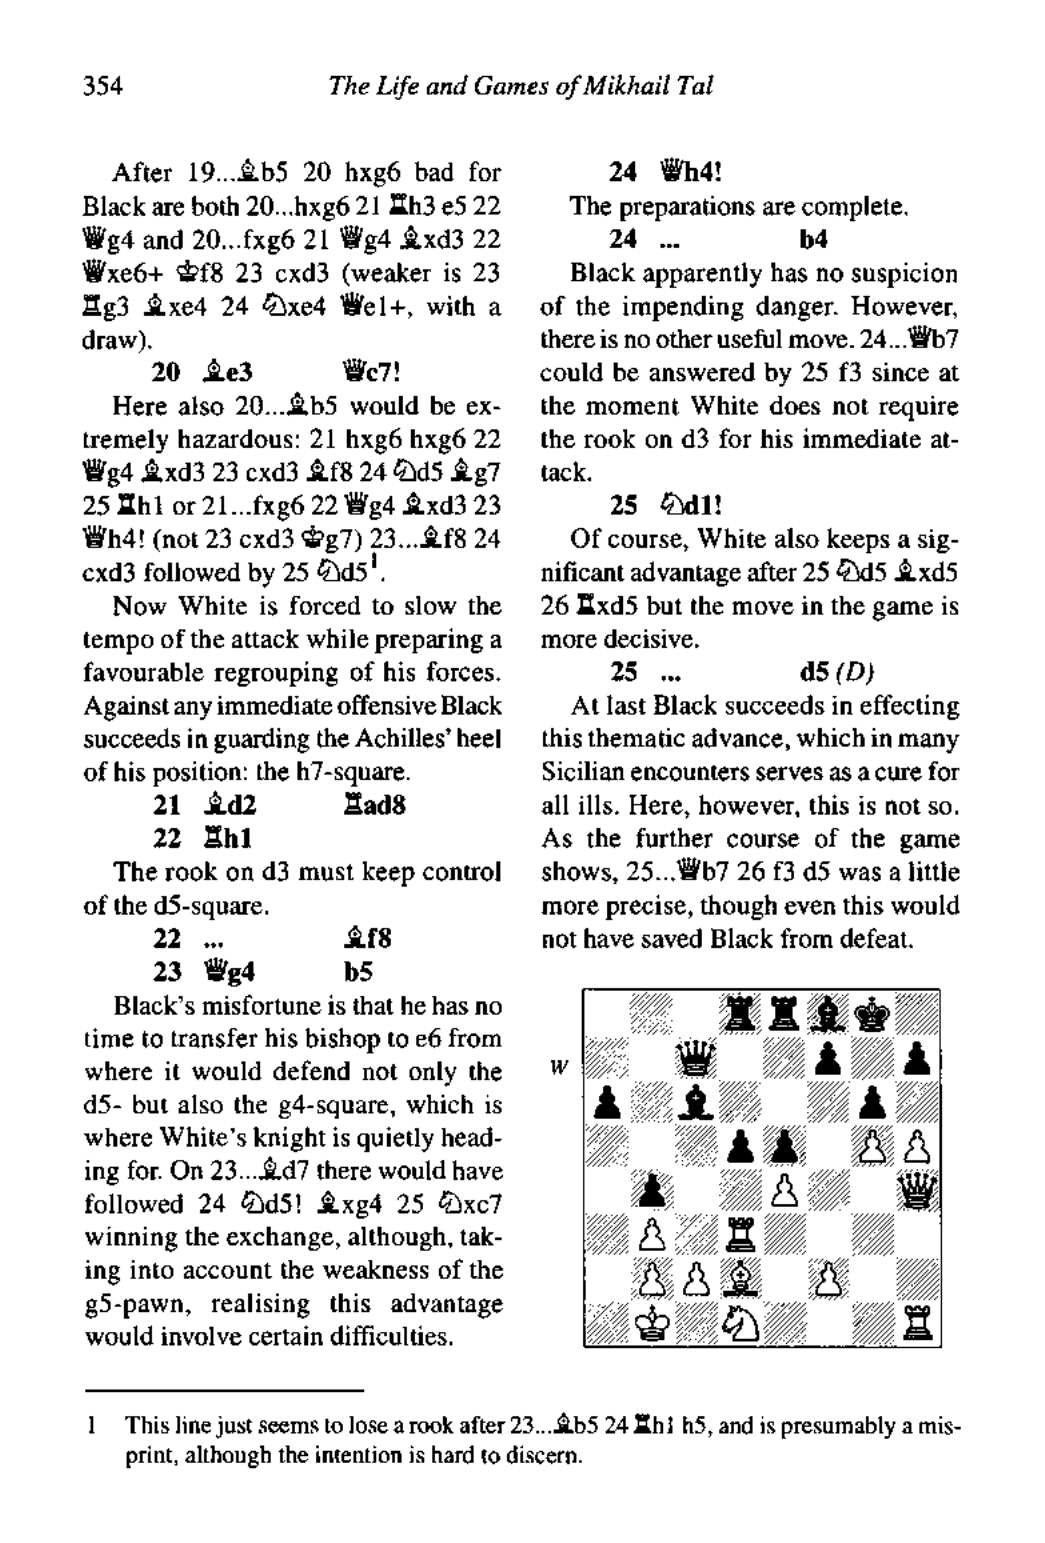 354
The Life and Games of Mikhail Tal
After 19...♗b5 20 hxg6 bad for
Black are both 20...hxg6 21 ♖h3 e5 22
♕g4 and 20...fxg6 21 ♕g4 ♗xd3 22
♕xe6+ ♔f8 23 cxd3 (weaker is 23
♖g3 ♗xe4 24 ♘xe4 ♕e1+, with a
draw).
20 ♗e3 ♕c7!
Here also 20...♗b5 would be ex-
tremely hazardous: 21 hxg6 hxg6 22
♕g4 ♗xd3 23 cxd3 ♗f8 24 ♘d5 ♗g7
25 ♖h1 or 21...fxg6 22 ♕g4 ♗xd3 23
♕h4! (not 23 cxd3 ♔g7) 23...♗f8 24
cxd3 followed by 25 ♘d5¹.
Now White is forced to slow the
tempo of the attack while preparing a
favourable regrouping of his forces.
Against any immediate offensive Black
succeeds in guarding the Achilles' heel
of his position: the h7-square.
21 ♗d2 ♖ad8
22 ♖h1
The rook on d3 must keep control
of the d5-square.
22 ... ♗f8
23 ♕g4 b5
Black's misfortune is that he has no
time to transfer his bishop to e6 from
where it would defend not only the
d5- but also the g4-square, which is
where White's knight is quietly head-
ing for. On 23...♗d7 there would have
followed 24 ♘d5! ♗xg4 25 ♘xc7
winning the exchange, although, tak-
ing into account the weakness of the
g5-pawn, realising this advantage
would involve certain difficulties.
24 ♕h4!
The preparations are complete.
24 ... b4
Black apparently has no suspicion
of the impending danger. However,
there is no other useful move. 24...♕b7
could be answered by 25 f3 since at
the moment White does not require
the rook on d3 for his immediate at-
tack.
25 ♘d1!
Of course, White also keeps a sig-
nificant advantage after 25 ♘d5 ♗xd5
26 ♖xd5 but the move in the game is
more decisive.
25 ... d5 (D)
At last Black succeeds in effecting
this thematic advance, which in many
Sicilian encounters serves as a cure for
all ills. Here, however, this is not so.
As the further course of the game
shows, 25...♕b7 26 f3 d5 was a little
more precise, though even this would
not have saved Black from defeat.
W
1 This line just seems to lose a rook after 23...♗b5 24 ♖h1 h5, and is presumably a mis-
print, although the intention is hard to discern.